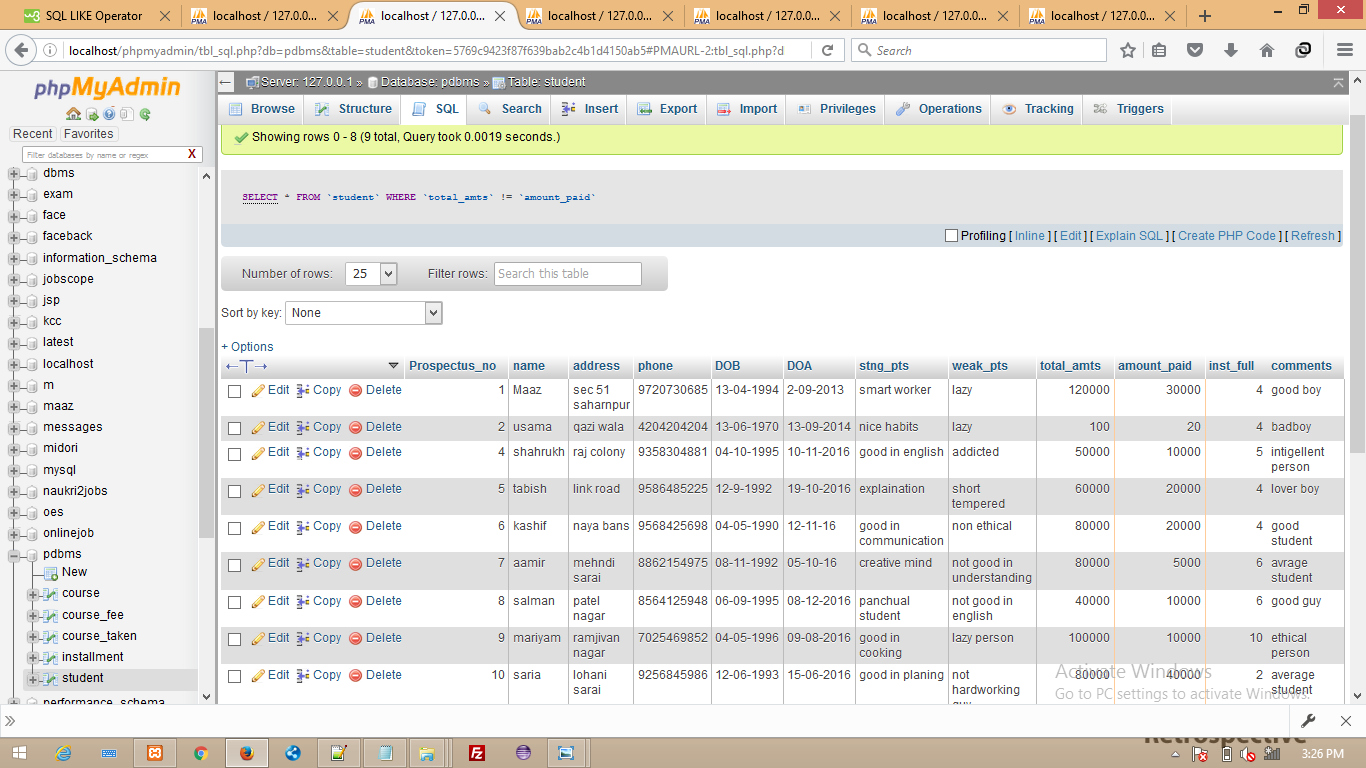 SQL LIKE Operator
localhost / 127.0.0...
localhost / 127.0.0...
localhost / 127.0.0...
localhost / 127.0.0...
localhost / 127.0.0...
localhost / 127.0.0...
localhost/phpmyadmin/tbl_sql.php?db=pdbms&table=student&token=5769c9423f87f639bab2c4b1d4150ab5#PMAURL-2:tbl_sql.php?d
Search
phpMyAdmin
Recent Favorites
Filter databases by name or regex X
dbms
exam
face
faceback
information_schema
jobscope
jsp
kcc
latest
localhost
m
maaz
messages
midori
mysql
naukri2jobs
oes
onlinejob
pdbms
New
course
course_fee
course_taken
installment
student
performance_schema
Server: 127.0.0.1 » Database: pdbms » Table: student
Browse Structure SQL Search Insert Export Import Privileges Operations Tracking Triggers
Showing rows 0 - 8 (9 total, Query took 0.0019 seconds.)
SELECT * FROM `student` WHERE `total_amts` != `amount_paid`
Profiling [ Inline ] [ Edit ] [ Explain SQL ] [ Create PHP Code ] [ Refresh ]
Number of rows: 25 Filter rows: Search this table
Sort by key: None
+ Options
←T→ Prospectus_no name address phone DOB DOA stng_pts weak_pts total_amts amount_paid inst_full comments
Edit Copy Delete 1 Maaz sec 51 saharnpur 9720730685 13-04-1994 2-09-2013 smart worker lazy 120000 30000 4 good boy
Edit Copy Delete 2 usama qazi wala 4204204204 13-06-1970 13-09-2014 nice habits lazy 100 20 4 badboy
Edit Copy Delete 4 shahrukh raj colony 9358304881 04-10-1995 10-11-2016 good in english addicted 50000 10000 5 intigellent person
Edit Copy Delete 5 tabish link road 9586485225 12-9-1992 19-10-2016 explaination short tempered 60000 20000 4 lover boy
Edit Copy Delete 6 kashif naya bans 9568425698 04-05-1990 12-11-16 good in communication non ethical 80000 20000 4 good student
Edit Copy Delete 7 aamir mehndi sarai 8862154975 08-11-1992 05-10-16 creative mind not good in understanding 80000 5000 6 avrage student
Edit Copy Delete 8 salman patel nagar 8564125948 06-09-1995 08-12-2016 panchual student not good in english 40000 10000 6 good guy
Edit Copy Delete 9 mariyam ramjivan nagar 7025469852 04-05-1996 09-08-2016 good in cooking lazy person 100000 10000 10 ethical person
Edit Copy Delete 10 saria lohani sarai 9256845986 12-06-1993 15-06-2016 good in planing not hardworking guy 80000 40000 2 average student
Activate Windows
Go to PC settings to activate Windows.
Retrospective
3:26 PM